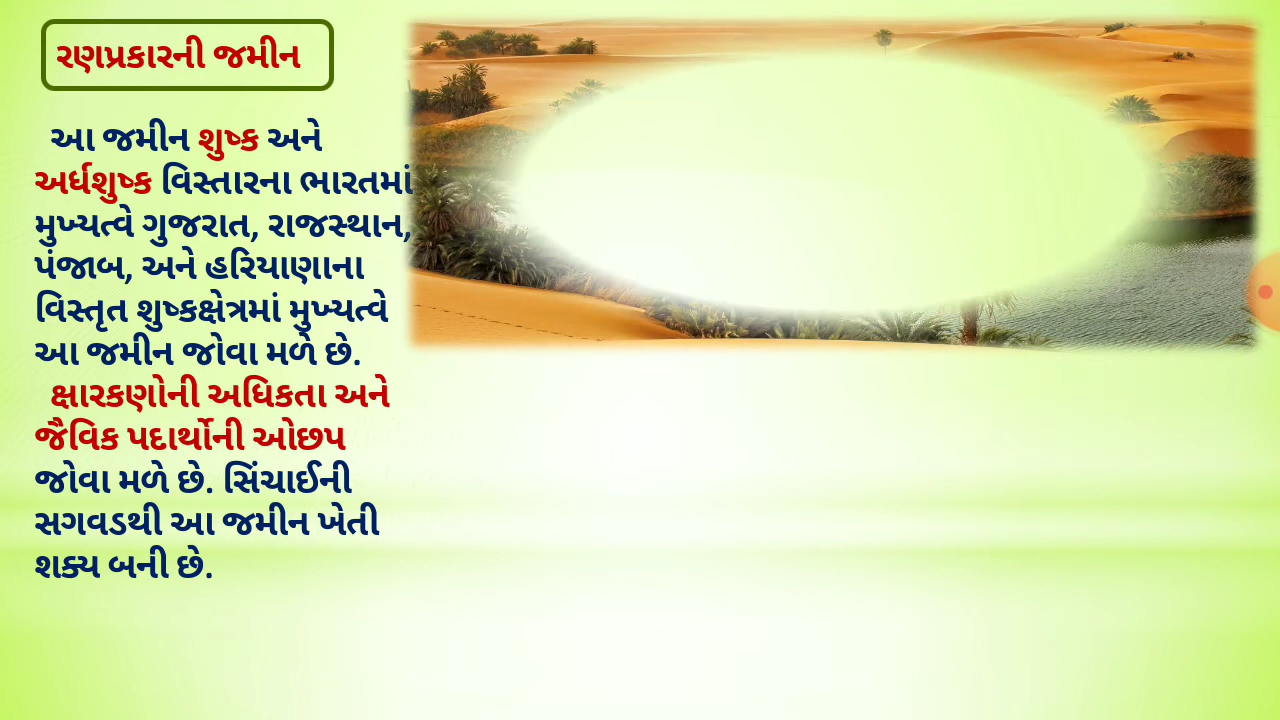 રણપ્રકારની જમીન
આ જમીન શુષ્ક અને
અર્ધશુષ્ક વિસ્તારના ભારતમાં
મુખ્યત્વે ગુજરાત, રાજસ્થાન,
પંજાબ, અને હરિયાણાના
વિસ્તૃત શુષ્કક્ષેત્રમાં મુખ્યત્વે
આ જમીન જોવા મળે છે.
ક્ષારકણોની અધિકતા અને
જૈવિક પદાર્થોની ઓછપ
જોવા મળે છે. સિંચાઈની
સગવડથી આ જમીન ખેતી
શક્ય બની છે.